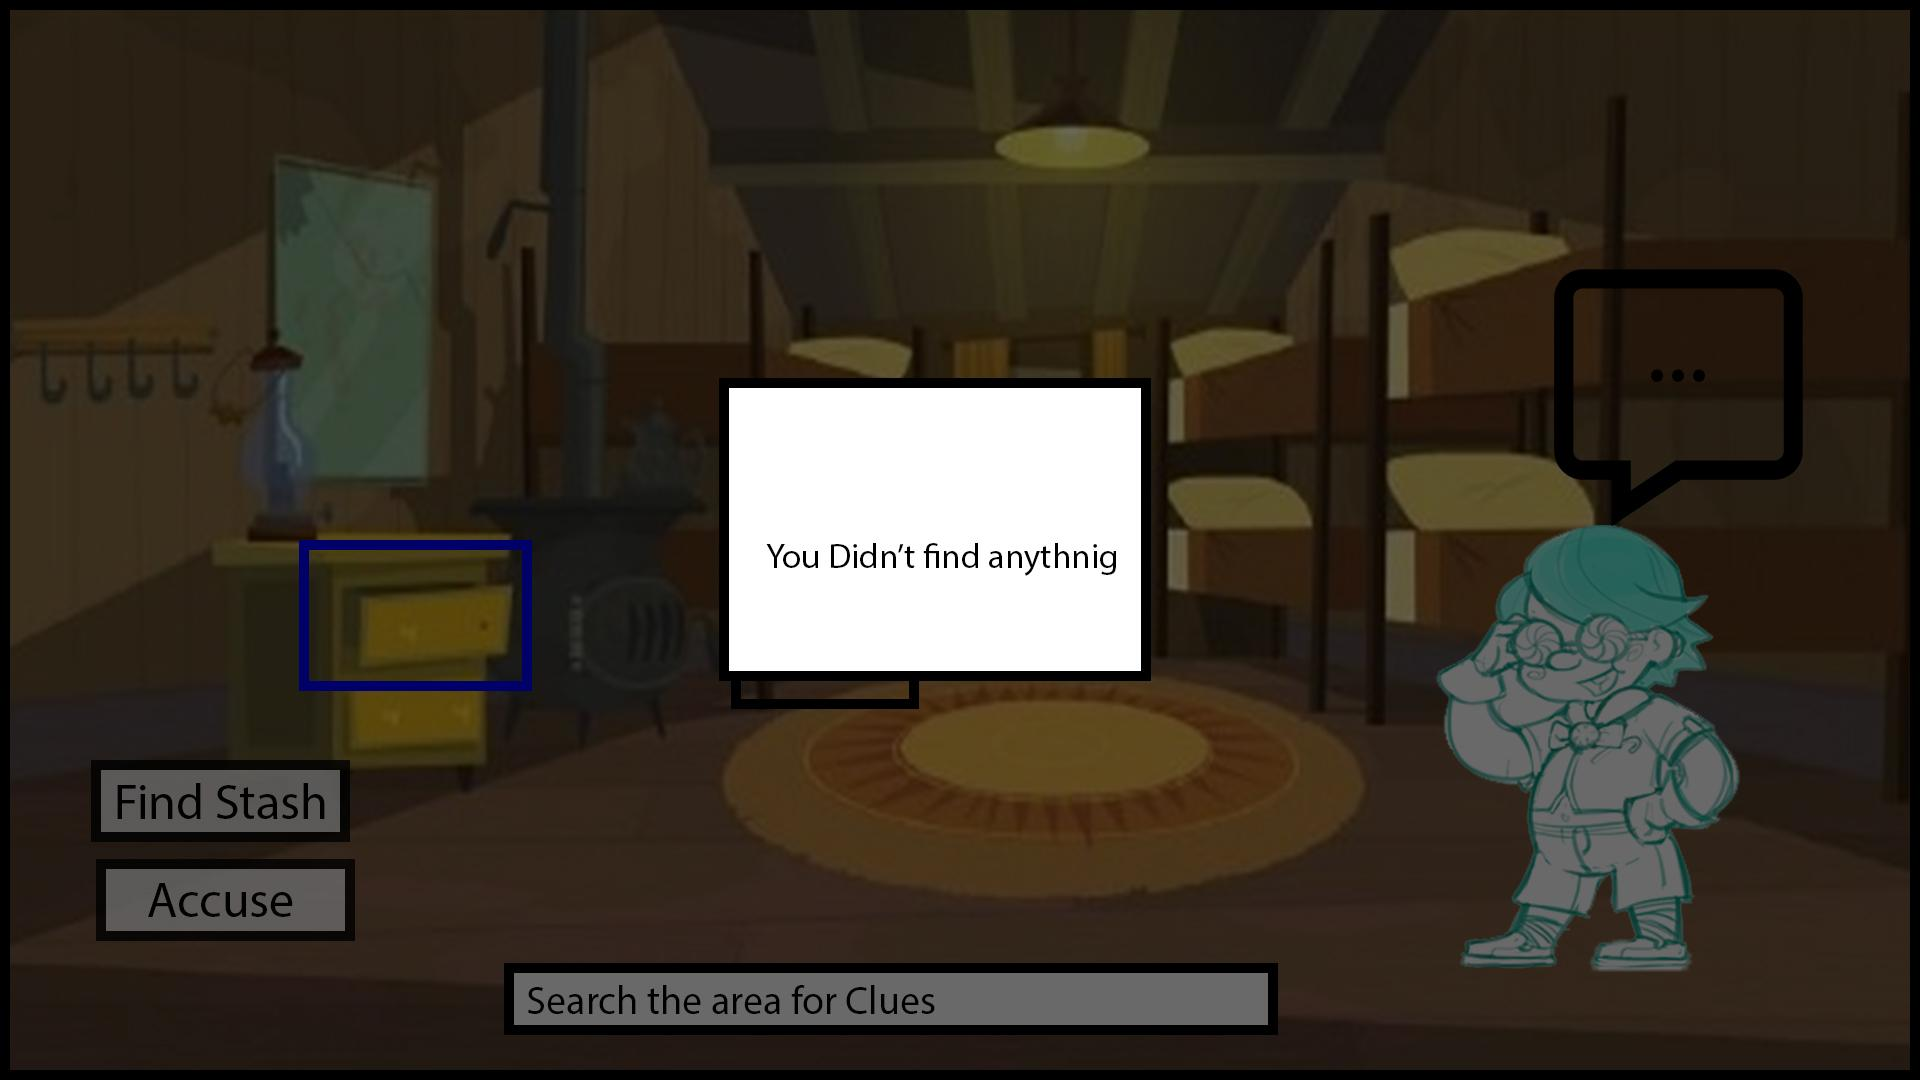 ...
You Didn’t find anythnig
Find Stash
Accuse
Search the area for Clues